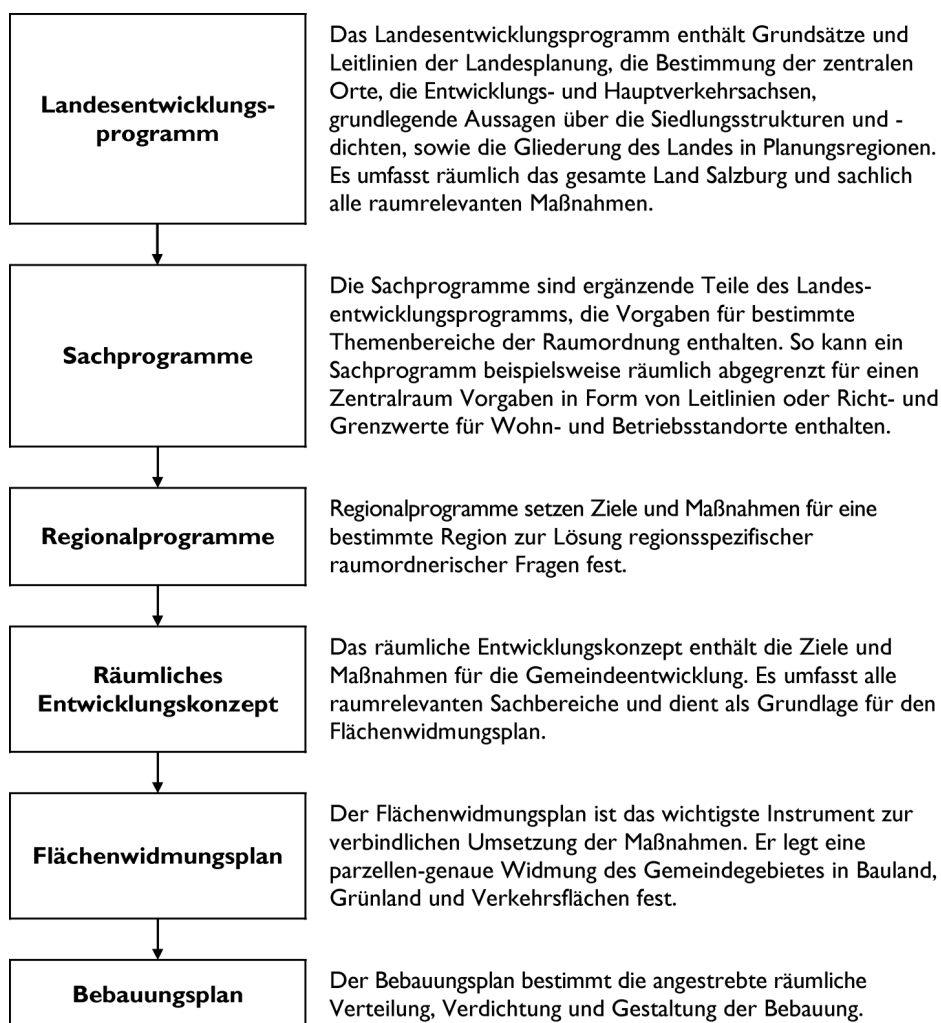 Landesentwicklungs-
programm
Das Landesentwicklungsprogramm enthält Grundsätze und
Leitlinien der Landesplanung, die Bestimmung der zentralen
Orte, die Entwicklungs- und Hauptverkehrsachsen,
grundlegende Aussagen über die Siedlungsstrukturen und -
dichten, sowie die Gliederung des Landes in Planungsregionen.
Es umfasst räumlich das gesamte Land Salzburg und sachlich
alle raumrelevanten Maßnahmen.
Sachprogramme
Die Sachprogramme sind ergänzende Teile des Landes-
entwicklungsprogramms, die Vorgaben für bestimmte
Themenbereiche der Raumordnung enthalten. So kann ein
Sachprogramm beispielsweise räumlich abgegrenzt für einen
Zentralraum Vorgaben in Form von Leitlinien oder Richt- und
Grenzwerte für Wohn- und Betriebsstandorte enthalten.
Regionalprogramme
Regionalprogramme setzen Ziele und Maßnahmen für eine
bestimmte Region zur Lösung regionsspezifischer
raumordnerischer Fragen fest.
Räumliches
Entwicklungskonzept
Das räumliche Entwicklungskonzept enthält die Ziele und
Maßnahmen für die Gemeindeentwicklung. Es umfasst alle
raumrelevanten Sachbereiche und dient als Grundlage für den
Flächenwidmungsplan.
Flächenwidmungsplan
Der Flächenwidmungsplan ist das wichtigste Instrument zur
verbindlichen Umsetzung der Maßnahmen. Er legt eine
parzellen-genaue Widmung des Gemeindegebietes in Bauland,
Grünland und Verkehrsflächen fest.
Bebauungsplan
Der Bebauungsplan bestimmt die angestrebte räumliche
Verteilung, Verdichtung und Gestaltung der Bebauung.